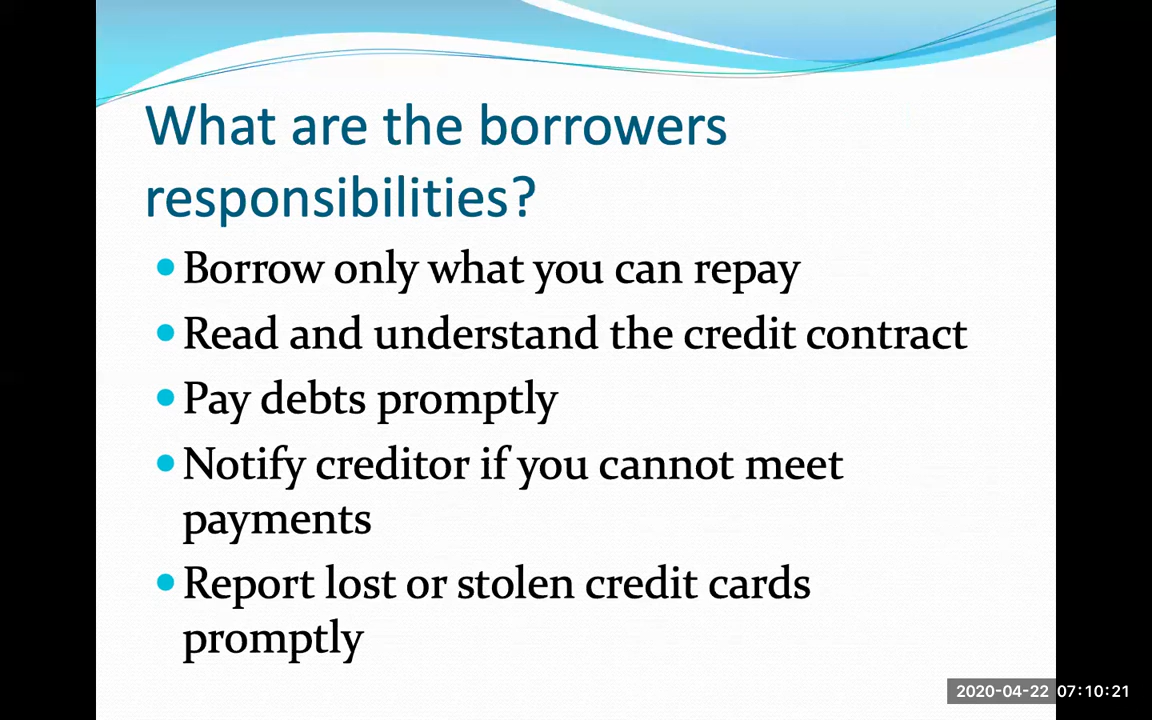 What are the borrowers
responsibilities?
Borrow only what you can repay
Read and understand the credit contract
Pay debts promptly
Notify creditor if you cannot meet
payments
Report lost or stolen credit cards
promptly
2020-04-22 07:10:21